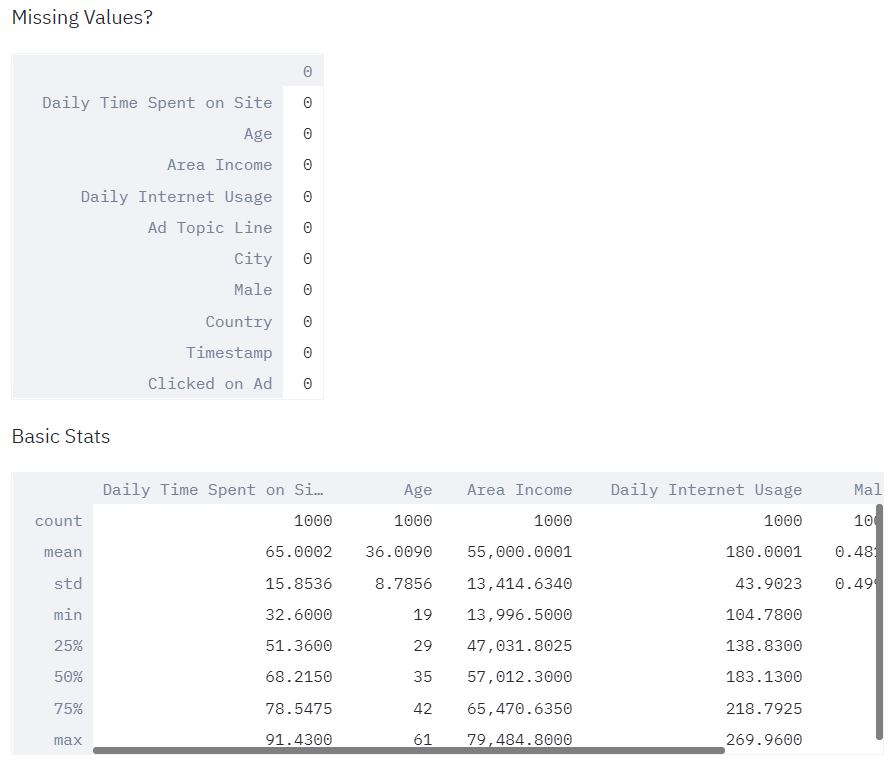 Missing Values?
0
Daily Time Spent on Site 0
Age 0
Area Income 0
Daily Internet Usage 0
Ad Topic Line 0
City 0
Male 0
Country 0
Timestamp 0
Clicked on Ad 0
Basic Stats
Daily Time Spent on Si… Age Area Income Daily Internet Usage Mal
count 1000 1000 1000 1000 100
mean 65.0002 36.0090 55,000.0001 180.0001 0.481
std 15.8536 8.7856 13,414.6340 43.9023 0.499
min 32.6000 19 13,996.5000 104.7800
25% 51.3600 29 47,031.8025 138.8300
50% 68.2150 35 57,012.3000 183.1300
75% 78.5475 42 65,470.6350 218.7925
max 91.4300 61 79,484.8000 269.9600